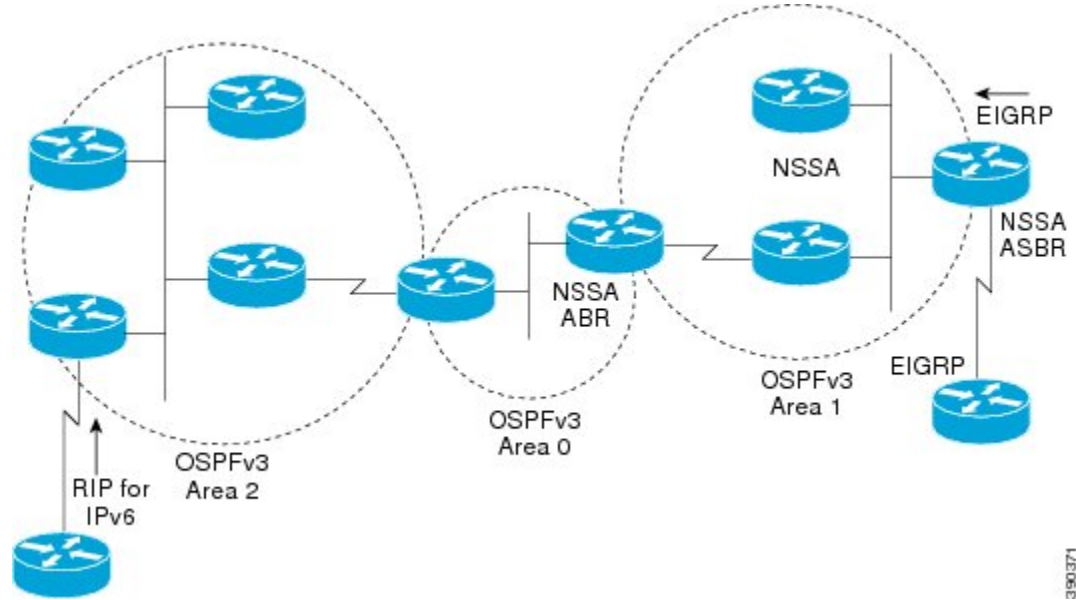 EIGRP
NSSA
NSSA
ASBR
NSSA
ABR
EIGRP
OSPFv3
Area 1
OSPFv3
Area 0
OSPFv3
Area 2
RIP for
IPv6
390371